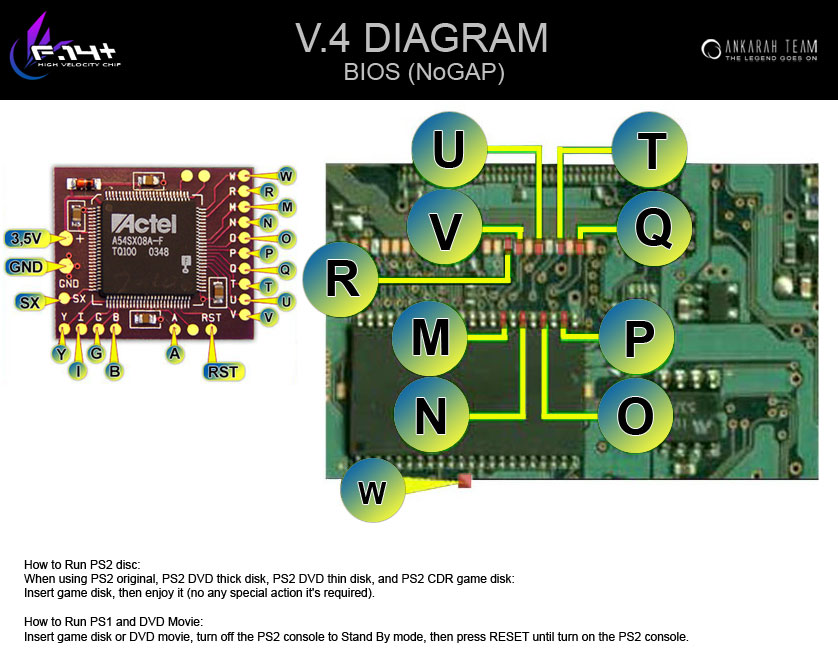 V.4 DIAGRAM
BIOS (NoGAP)
F.14+
HIGH VELOCITY CHIP
ANKARAH TEAM
THE LEGEND GOES ON
Actel
A54SX08A-F
TQ100 0348
3,5V
+
GND
GND
SX
SX
Y I G B A RST
Y
I
G
B
A
RST
W W
R R
M M
N N
O O
P P
Q Q
T T
U U
V V
U
T
V
Q
R
M
P
N
O
W
How to Run PS2 disc:
When using PS2 original, PS2 DVD thick disk, PS2 DVD thin disk, and PS2 CDR game disk:
Insert game disk, then enjoy it (no any special action it's required).
How to Run PS1 and DVD Movie:
Insert game disk or DVD movie, turn off the PS2 console to Stand By mode, then press RESET until turn on the PS2 console.